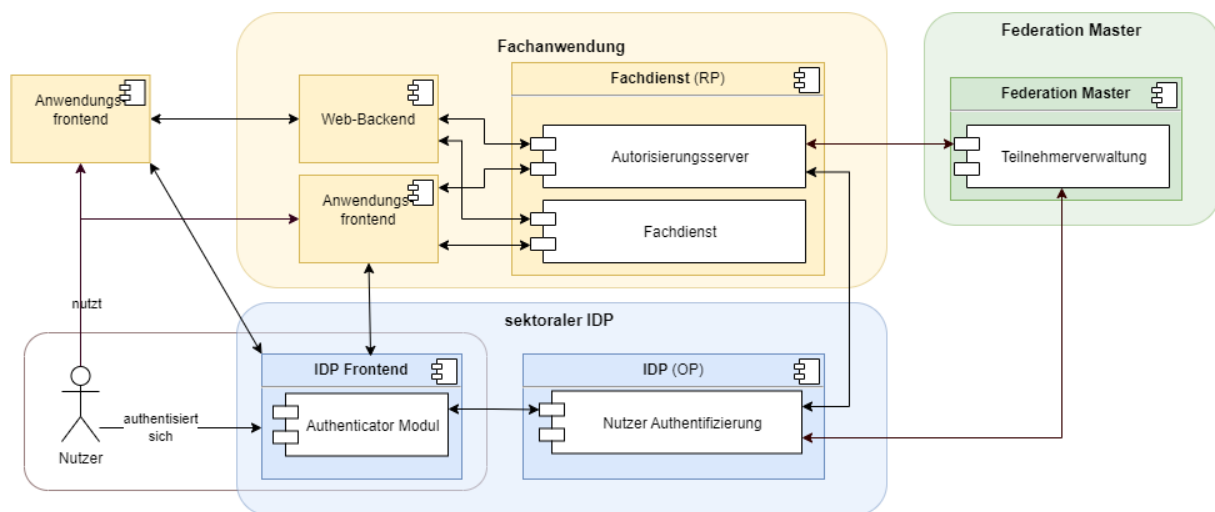 Fachanwendung
Federation Master
Anwendungs
frontend
Web-Backend
Fachdienst (RP)
Autorisierungsserver
Federation Master
Teilnehmerverwaltung
Anwendungs
frontend
Fachdienst
nutzt
sektoraler IDP
IDP Frontend
IDP (OP)
authentisiert
sich
Authenticator Modul
Nutzer Authentifizierung
Nutzer